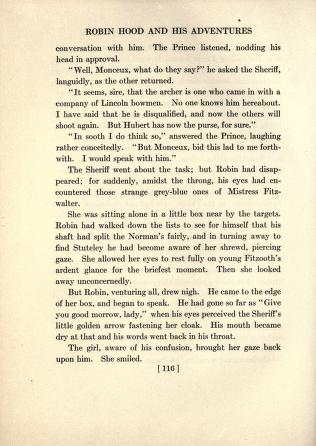 ROBIN HOOD AND HIS ADVENTURES
conversation with him. The Prince listened, nodding his
head in approval.
"Well, Monceux, what do they say?" he asked the Sheriff,
languidly, as the other returned.
"It seems, sire, that the archer is one who came in with a
company of Lincoln bowmen. No one knows him hereabout.
I have said that he is disqualified, and now the others will
shoot again. But Hubert has now the purse, for sure."
"In sooth I do think so," answered the Prince, laughing
rather conceitedly. "But Monceux, bid this lad to me forth-
with. I would speak with him."
The Sheriff went about the task; but Robin had disap-
peared; for suddenly, amidst the throng, his eyes had en-
countered those strange grey-blue ones of Mistress Fitz-
walter.
She was sitting alone in a little box near by the targets.
Robin had walked down the lists to see for himself that his
shaft had split the Norman's fairly, and in turning away to
find Stuteley he had become aware of her shrewd, piercing
gaze. She allowed her eyes to rest fully on young Fitzooth's
ardent glance for the briefest moment. Then she looked
away unconcernedly.
But Robin, venturing all, drew nigh. He came to the edge
of her box, and began to speak. He had gone so far as "Give
you good morrow, lady," when his eyes perceived the Sheriff's
little golden arrow fastening her cloak. His mouth became
dry at that and his words went back in his throat.
The girl, aware of his confusion, brought her gaze back
upon him. She smiled.
[116]